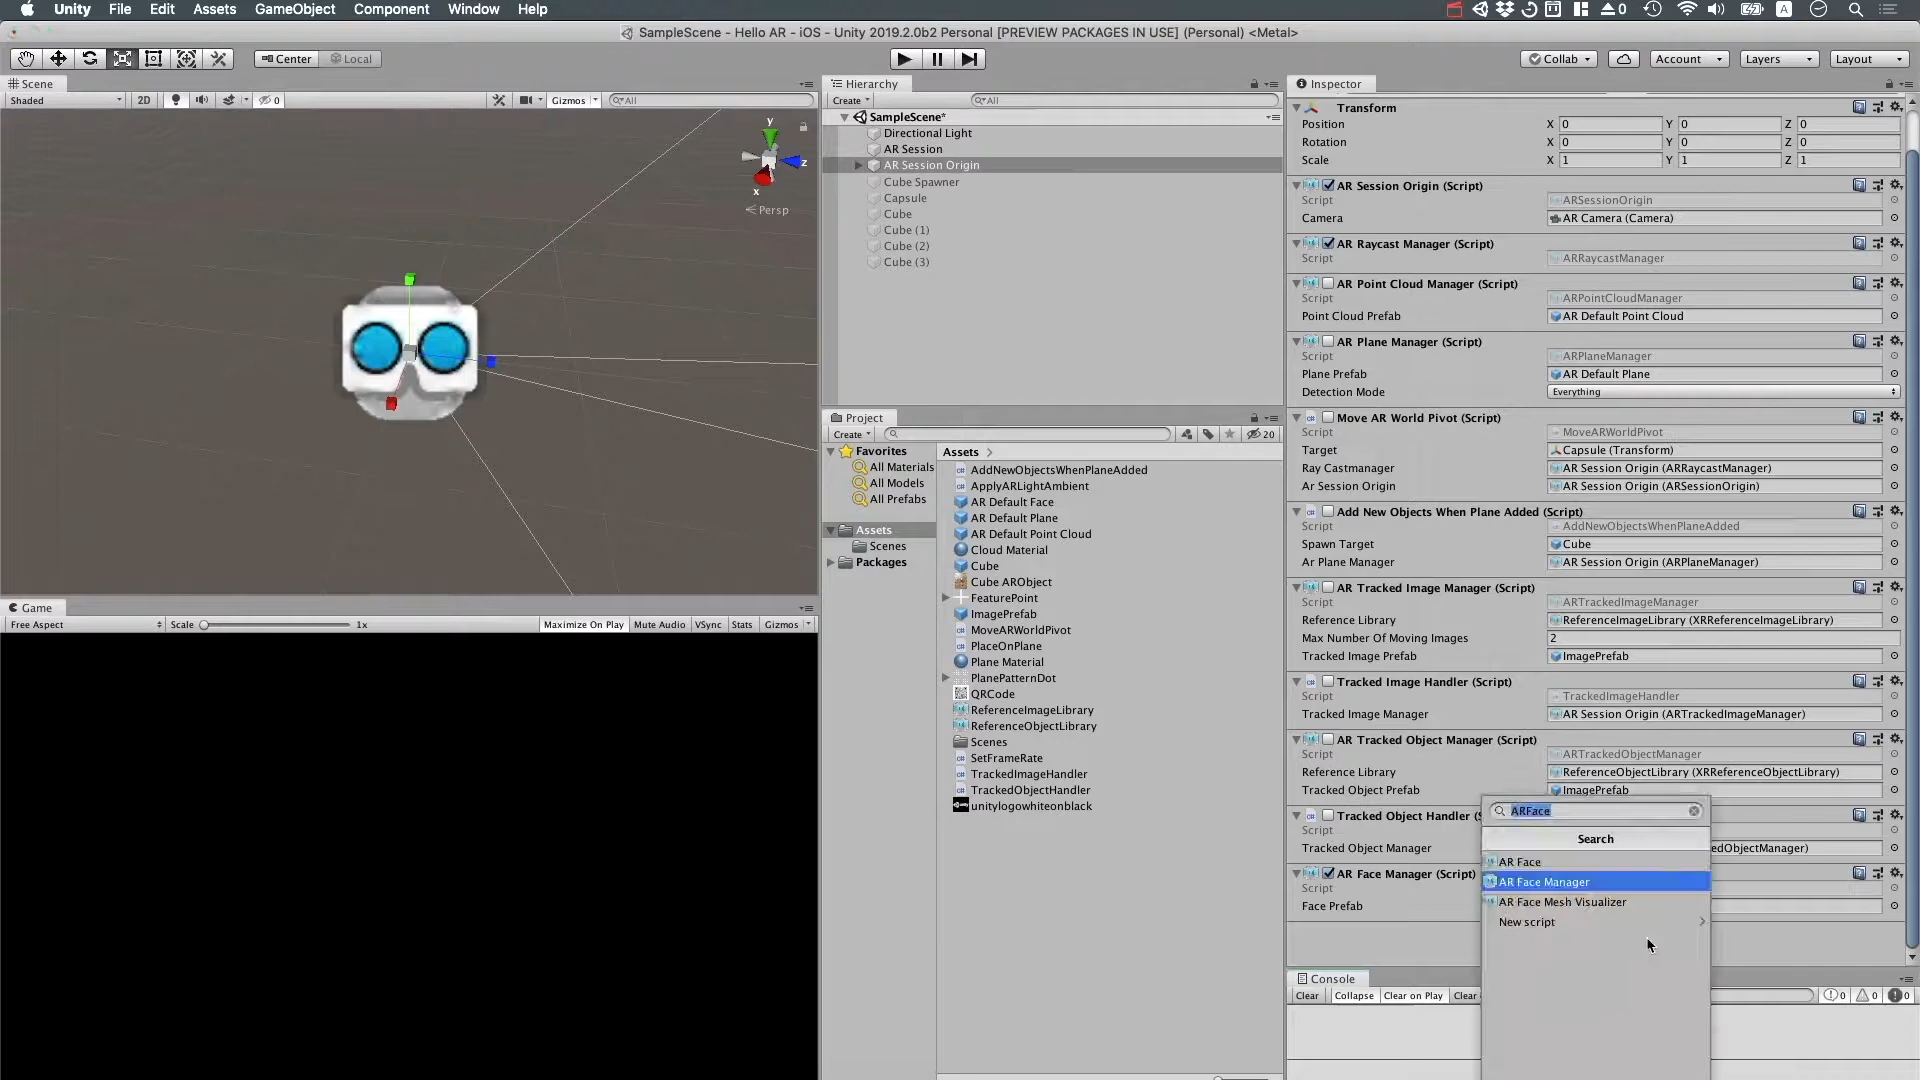 Unity File Edit Assets GameObject Component Window Help
SampleScene - Hello AR - iOS - Unity 2019.2.0b2 Personal [PREVIEW PACKAGES IN USE] (Personal) <Metal>
Center Local Collab Account Layers Layout
Scene
Shaded 2D 0 Gizmos All
y
z
x
Persp
Game
Free Aspect Scale 1x Maximize On Play Mute Audio VSync Stats Gizmos
Hierarchy
Create All
SampleScene*
Directional Light
AR Session
AR Session Origin
Cube Spawner
Capsule
Cube
Cube (1)
Cube (2)
Cube (3)
Project
Create 20
Favorites
All Materials
All Models
All Prefabs
Assets
Scenes
Packages
Assets
AddNewObjectsWhenPlaneAdded
ApplyARLightAmbient
AR Default Face
AR Default Plane
AR Default Point Cloud
Cloud Material
Cube
Cube ARObject
FeaturePoint
ImagePrefab
MoveARWorldPivot
PlaceOnPlane
Plane Material
PlanePatternDot
QRCode
ReferenceImageLibrary
ReferenceObjectLibrary
Scenes
SetFrameRate
TrackedImageHandler
TrackedObjectHandler
unitylogowhiteonblack
Inspector
Transform
Position X 0 Y 0 Z 0
Rotation X 0 Y 0 Z 0
Scale X 1 Y 1 Z 1
AR Session Origin (Script)
Script ARSessionOrigin
Camera AR Camera (Camera)
AR Raycast Manager (Script)
Script ARRaycastManager
AR Point Cloud Manager (Script)
Script ARPointCloudManager
Point Cloud Prefab AR Default Point Cloud
AR Plane Manager (Script)
Script ARPlaneManager
Plane Prefab AR Default Plane
Detection Mode Everything
Move AR World Pivot (Script)
Script MoveARWorldPivot
Target Capsule (Transform)
Ray Castmanager AR Session Origin (ARRaycastManager)
Ar Session Origin AR Session Origin (ARSessionOrigin)
Add New Objects When Plane Added (Script)
Script AddNewObjectsWhenPlaneAdded
Spawn Target Cube
Ar Plane Manager AR Session Origin (ARPlaneManager)
AR Tracked Image Manager (Script)
Script ARTrackedImageManager
Reference Library ReferenceImageLibrary (XRReferenceImageLibrary)
Max Number Of Moving Images 2
Tracked Image Prefab ImagePrefab
Tracked Image Handler (Script)
Script TrackedImageHandler
Tracked Image Manager AR Session Origin (ARTrackedImageManager)
AR Tracked Object Manager (Script)
Script ARTrackedObjectManager
Reference Library ReferenceObjectLibrary (XRReferenceObjectLibrary)
Tracked Object Prefab ImagePrefab
Tracked Object Handler (S
Script
Tracked Object Manager edObjectManager)
AR Face Manager (Script)
Script
Face Prefab
ARFace
Search
AR Face
AR Face Manager
AR Face Mesh Visualizer
New script
Console
Clear Collapse Clear on Play Clear 0 0 0